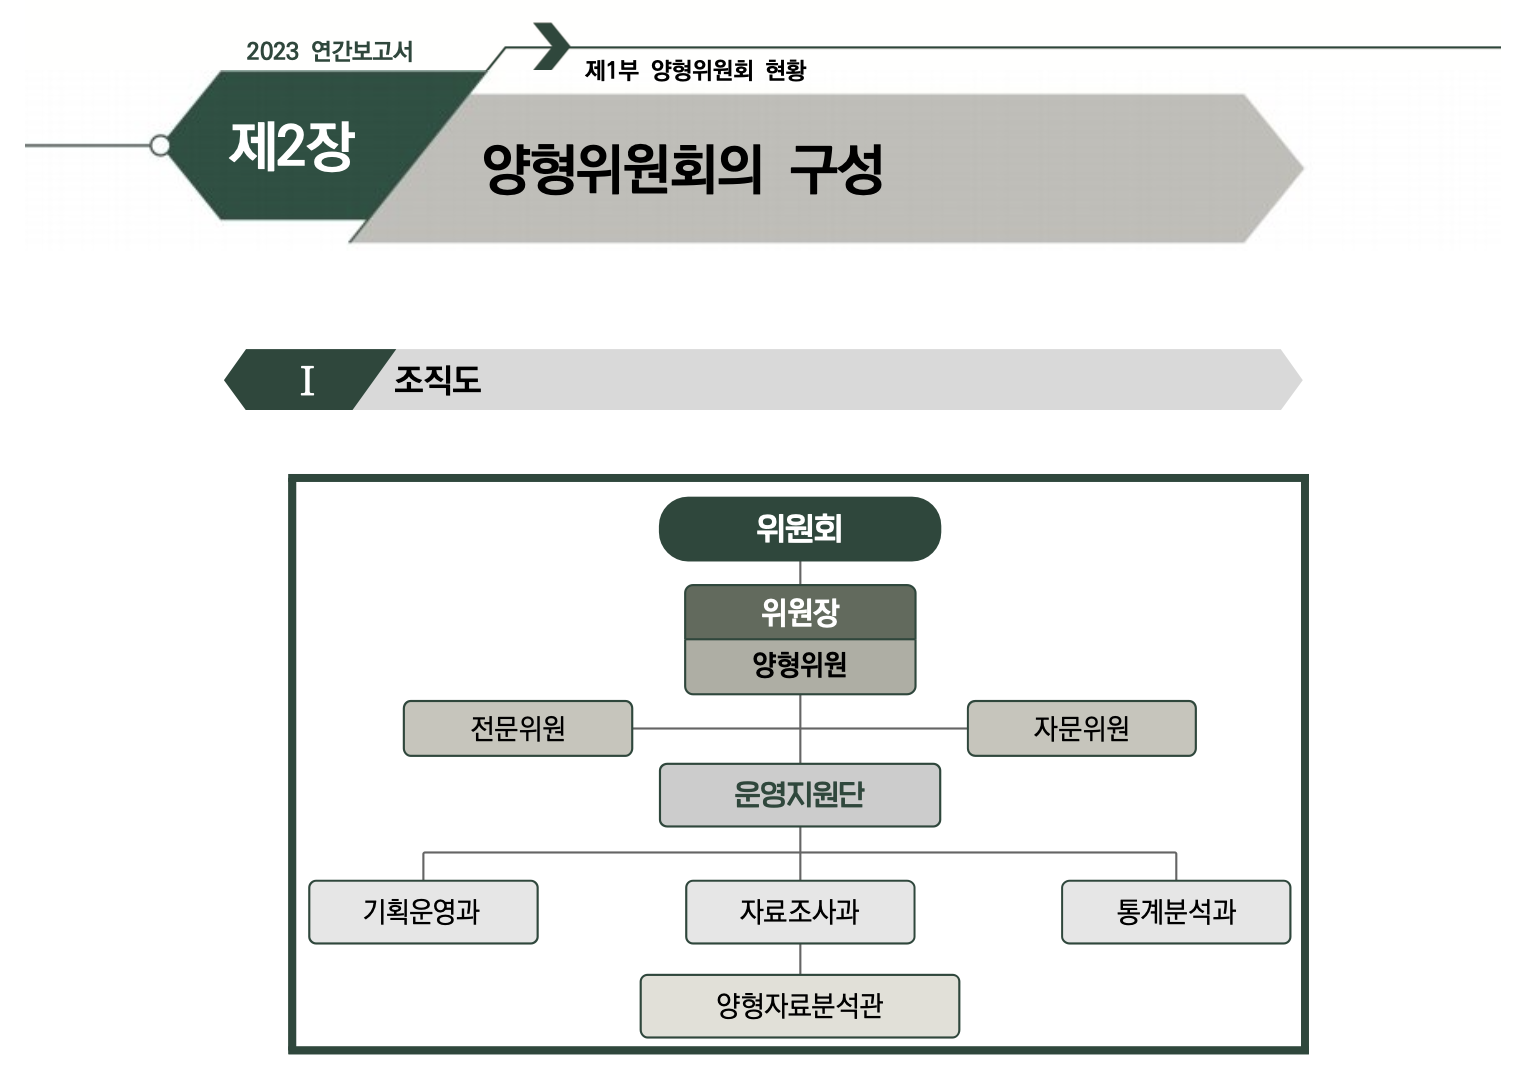 2023 연간보고서
제1부 양형위원회 현황
제2장
양형위원회의 구성
Ⅰ 조직도
위원회
위원장
양형위원
전문위원
자문위원
운영지원단
기획운영과
자료조사과
통계분석과
양형자료분석관